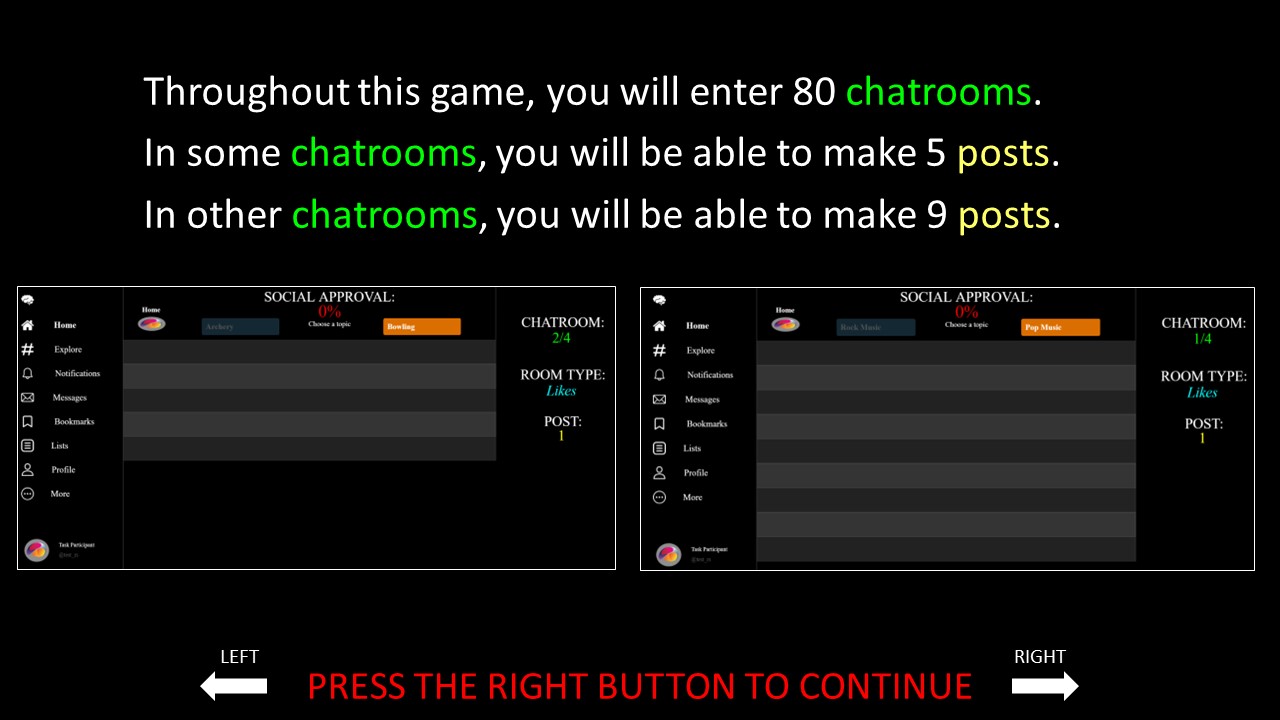 Throughout this game, you will enter 80 chatrooms.
In some chatrooms, you will be able to make 5 posts.
In other chatrooms, you will be able to make 9 posts.
SOCIAL APPROVAL:
0%
Home
Choose a topic
Archery
Bowling
Home
Explore
Notifications
Messages
Bookmarks
Lists
Profile
More
Task Participant
CHATROOM:
2/4
ROOM TYPE:
Likes
POST:
1
SOCIAL APPROVAL:
0%
Home
Choose a topic
Rock Music
Pop Music
Home
Explore
Notifications
Messages
Bookmarks
Lists
Profile
More
Task Participant
CHATROOM:
1/4
ROOM TYPE:
Likes
POST:
1
LEFT
RIGHT
PRESS THE RIGHT BUTTON TO CONTINUE